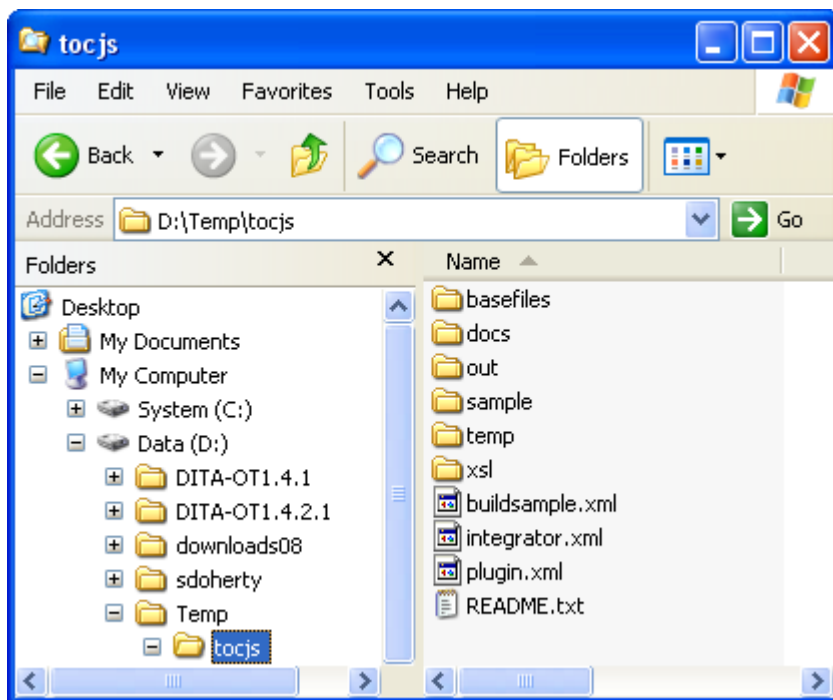 tocjs
File Edit View Favorites Tools Help
Back Search Folders
Address D:\Temp\tocjs Go
Folders
Desktop
My Documents
My Computer
System (C:)
Data (D:)
DITA-OT1.4.1
DITA-OT1.4.2.1
downloads08
sdoherty
Temp
tocjs
Name
basefiles
docs
out
sample
temp
xsl
buildsample.xml
integrator.xml
plugin.xml
README.txt